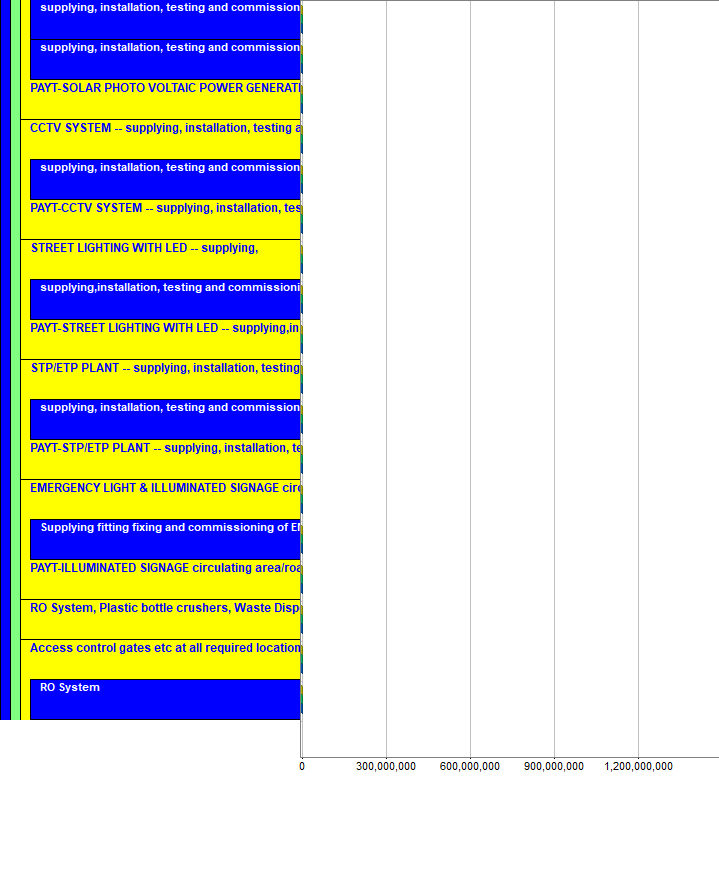 supplying, installation, testing and commission
supplying, installation, testing and commission
PAYT-SOLAR PHOTO VOLTAIC POWER GENERATI
CCTV SYSTEM -- supplying, installation, testing a
supplying, installation, testing and commission
PAYT-CCTV SYSTEM -- supplying, installation, tes
STREET LIGHTING WITH LED -- supplying,
supplying,installation, testing and commissioni
PAYT-STREET LIGHTING WITH LED -- supplying,in
STP/ETP PLANT -- supplying, installation, testing
supplying, installation, testing and commission
PAYT-STP/ETP PLANT -- supplying, installation, te
EMERGENCY LIGHT & ILLUMINATED SIGNAGE circ
Supplying fitting fixing and commissioning of EM
PAYT-ILLUMINATED SIGNAGE circulating area/roa
RO System, Plastic bottle crushers, Waste Disp
Access control gates etc at all required location
RO System
0 300,000,000 600,000,000 900,000,000 1,200,000,000